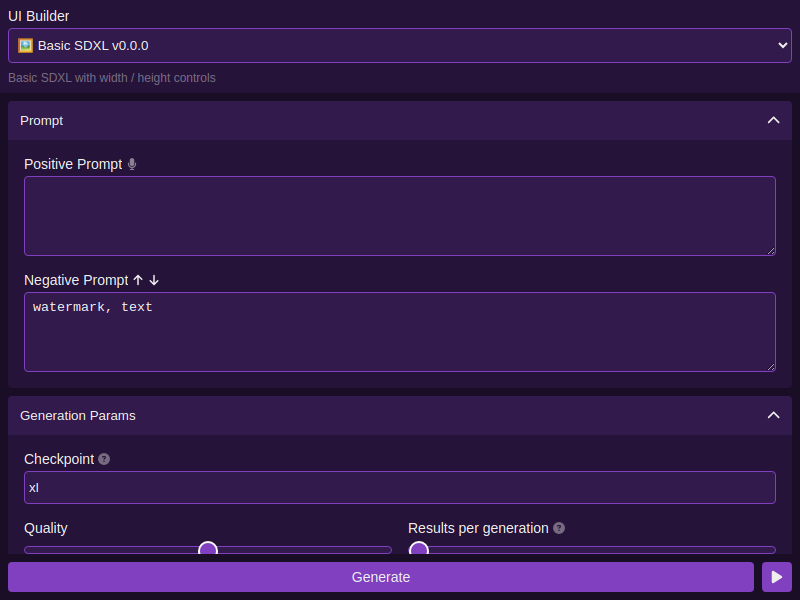 UI Builder
🖼️ Basic SDXL v0.0.0
Basic SDXL with width / height controls
Prompt
Positive Prompt
Negative Prompt ↑ ↓
watermark, text
Generation Params
Checkpoint ?
xl
Quality
Results per generation ?
Generate